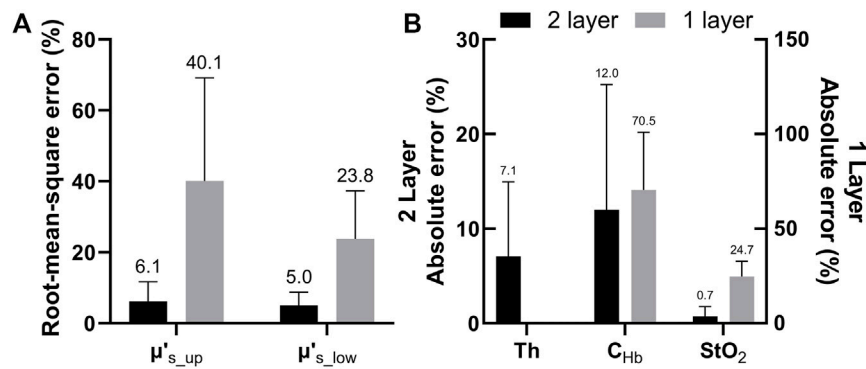 A
Root-mean-square error (%)
80
60
40
20
0
6.1
40.1
5.0
23.8
μ's_up
μ's_low
B
2 layer
1 layer
2 Layer
Absolute error (%)
30
20
10
0
7.1
12.0
70.5
0.7
24.7
Th
CHb
StO2
150
100
50
0
1 Layer
Absolute error (%)